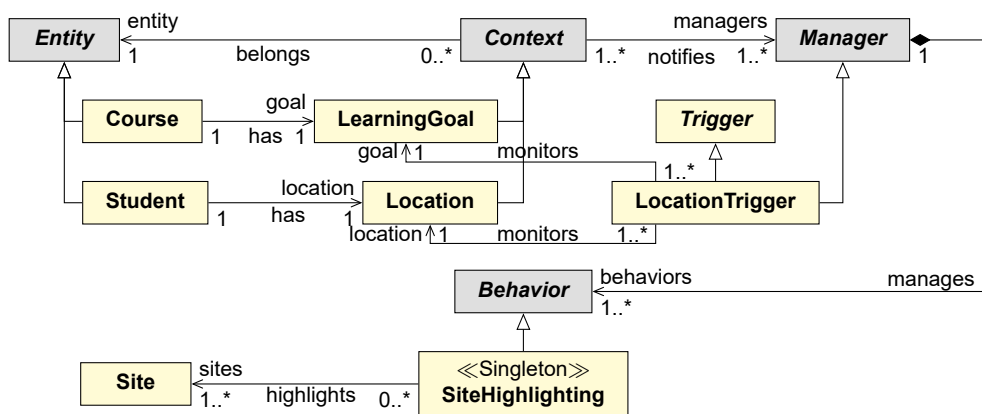 entity
managers
Entity
Context
Manager
1
belongs
0..*
1..*
notifies
1..*
1
goal
Course
LearningGoal
Trigger
1
has
1
goal
1
monitors
1..*
location
Student
Location
LocationTrigger
1
has
1
location
1
monitors
1..*
behaviors
Behavior
manages
1..*
≪Singleton≫
sites
Site
SiteHighlighting
1..*
highlights
0..*